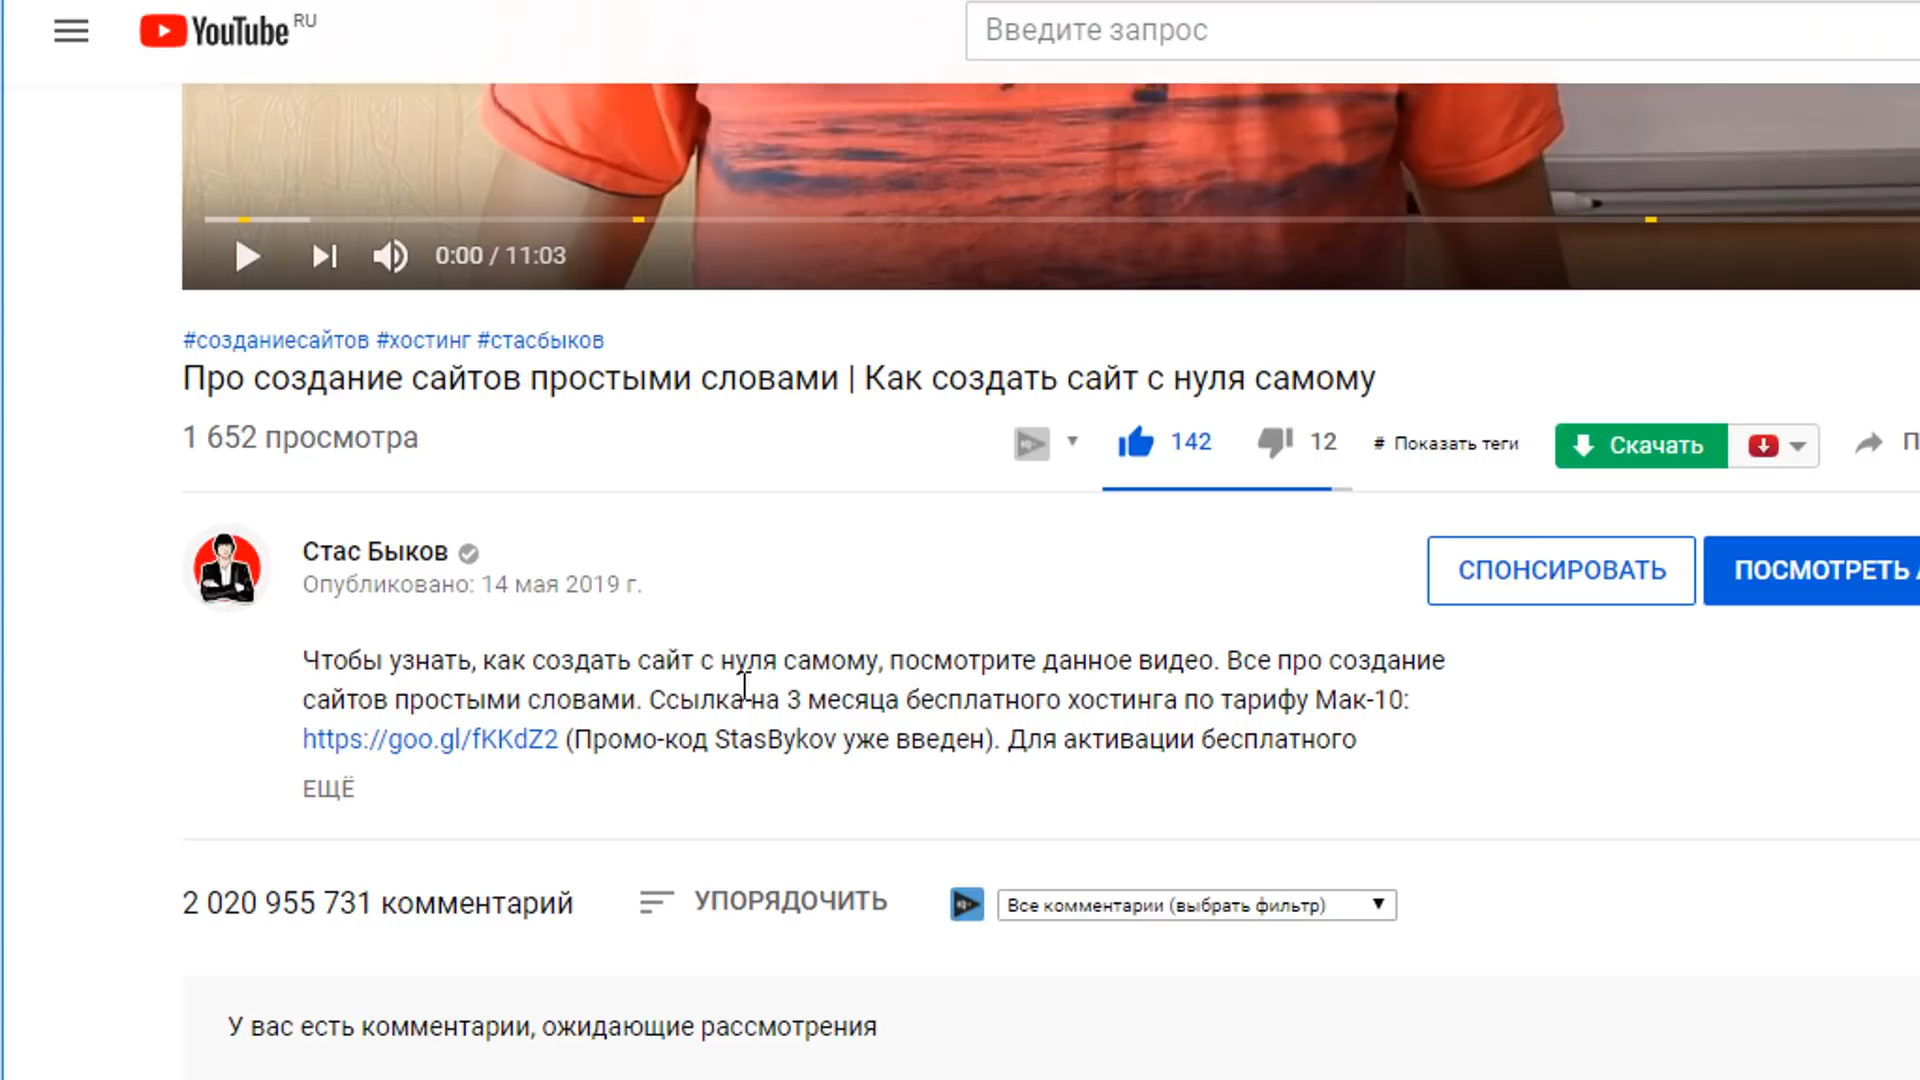 YouTube RU
Введите запрос
0:00 / 11:03
#созданиесайтов #хостинг #стасбыков
Про создание сайтов простыми словами | Как создать сайт с нуля самому
1 652 просмотра
142 12 # Показать теги Скачать П
Стас Быков
Опубликовано: 14 мая 2019 г.
СПОНСИРОВАТЬ ПОСМОТРЕТЬ
Чтобы узнать, как создать сайт с нуля самому, посмотрите данное видео. Все про создание
сайтов простыми словами. Ссылка на 3 месяца бесплатного хостинга по тарифу Мак-10:
https://goo.gl/fKKdZ2 (Промо-код StasBykov уже введен). Для активации бесплатного
ЕЩЁ
2 020 955 731 комментарий УПОРЯДОЧИТЬ Все комментарии (выбрать фильтр)
У вас есть комментарии, ожидающие рассмотрения